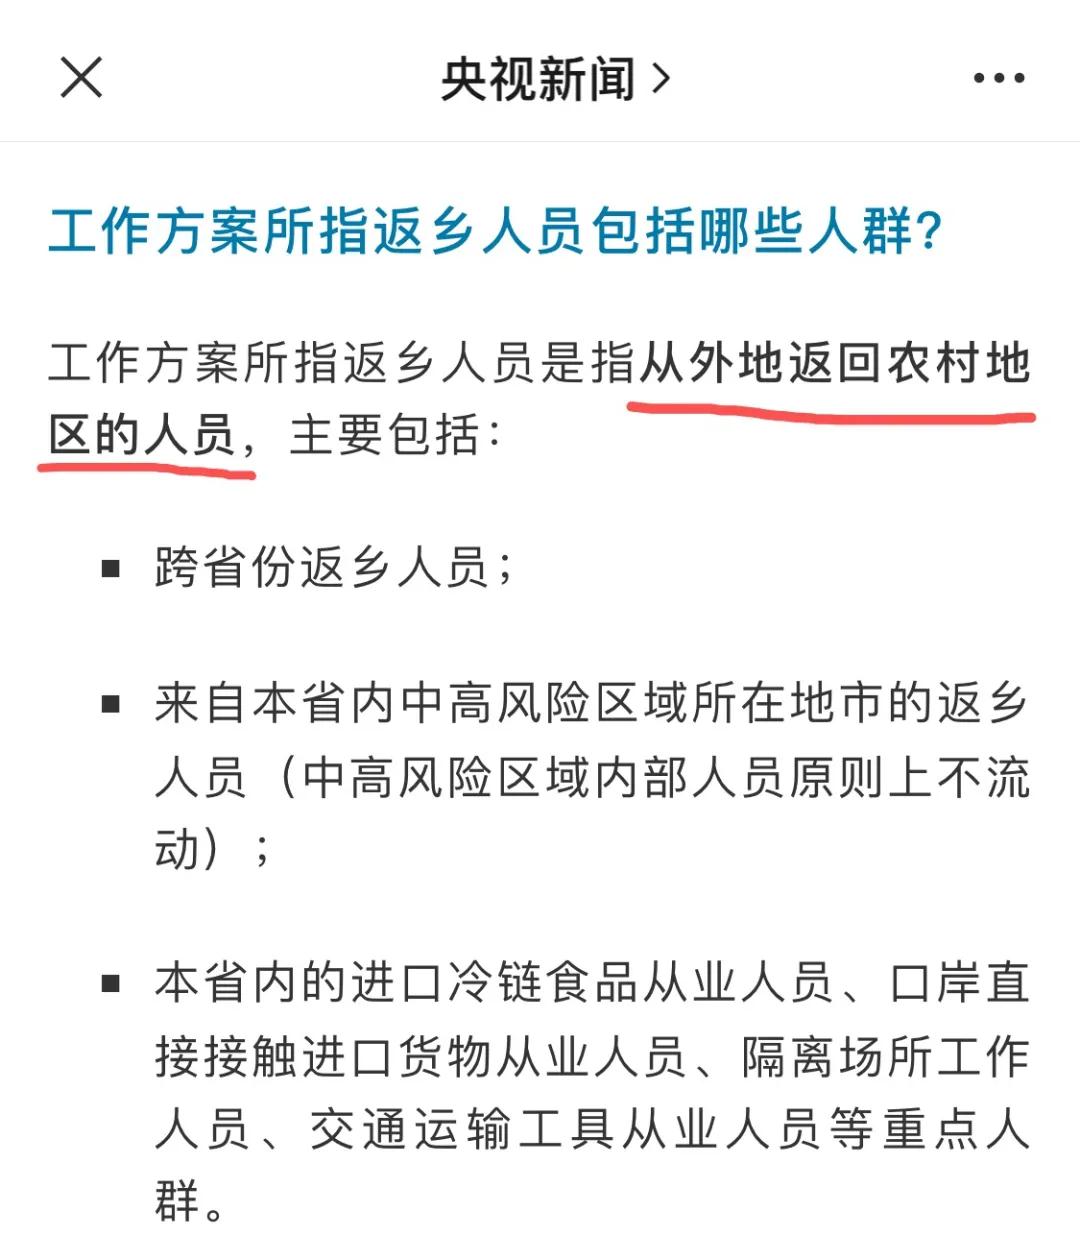 央视新闻
工作方案所指返乡人员包括哪些人群?
工作方案所指返乡人员是指从外地返回农村地
区的人员，主要包括：
■ 跨省份返乡人员；
■ 来自本省内中高风险区域所在地市的返乡
人员（中高风险区域内部人员原则上不流
动）；
■ 本省内的进口冷链食品从业人员、口岸直
接接触进口货物从业人员、隔离场所工作
人员、交通运输工具从业人员等重点人
群。